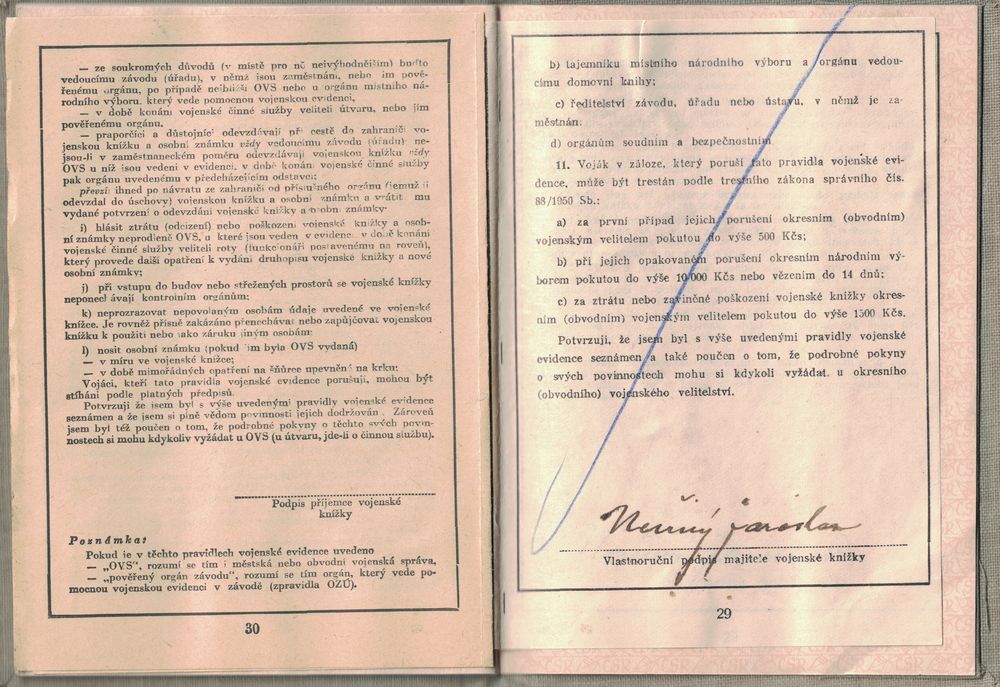 — ze soukromých důvodů (v místě pro ně nejvýhodnějším) buďto
vedoucímu závodu (úřadu), v němž jsou zaměstnáni, nebo jím pově-
řenému orgánu, po případě nejbližší OVS nebo u orgánu místního ná-
rodního výboru, který vede pomocnou vojenskou evidenci,
— v době konání vojenské činné služby veliteli útvaru, nebo jím
pověřenému orgánu,
— praporčíci a důstojníci odevzdávají při cestě do zahraničí vo-
jenskou knížku a osobní známku vždy vedoucímu závodu (úřadu) ne-
jsou-li v zaměstnaneckém poměru odevzdávají vojenskou knížku vždy
OVS u níž jsou vedení v evidenci, v době konání vojenské činné služby
pak orgánu uvedenému v předcházejícím odstavci;
převzít ihned po návratu ze zahraničí od příslušného orgánu (jemuž ji
odevzdal do úschovy) vojenskou knížku a osobní známku a vrátit mu
vydané potvrzení o odevzdání vojenské knížky a osobní známky
i) hlásit ztrátu (odcizení) nebo poškození vojenské knížky a osob-
ní známky neprodleně OVS, u které jsou vedeni v evidenci v době konání
vojenské činné služby veliteli roty (funkcionáři postavenému na roveň),
který provede další opatření k vydání druhopisu vojenské knížky a nové
osobní známky;
j) při vstupu do budov nebo střežených prostorů se vojenské knížky
neponechávají kontrolním orgánům;
k) neprozrazovat nepovolaným osobám údaje uvedené ve vojenské
knížce. Je rovněž přísně zakázáno přenechávat nebo zapůjčovat vojenskou
knížku k použití nebo jako záruku jiným osobám:
l) nosit osobní známku (pokud jim byla OVS vydaná)
— v míru ve vojenské knížce;
— v době mimořádných opatření na šňůrce upevněni na krku:
Vojáci, kteří tato pravidla vojenské evidence porušují, mohou být
stíháni podle platných předpisů.
Potvrzuji že jsem byl s výše uvedenými pravidly vojenské evidence
seznámen a že jsem si plně vědom povinnosti jejich dodržování. Zároveň
jsem byl též poučen o tom, že podrobné pokyny o těchto svých povin-
nostech si mohu kdykoliv vyžádat u OVS (u útvaru, jde-li o činnou službu).
Podpis příjemce vojenské
knížky
Poznámka:
Pokud je v těchto pravidlech vojenské evidence uvedeno
— „OVS“, rozumí se tím i městská nebo obvodní vojenská správa,
— „pověřený orgán závodu“, rozumí se tím orgán, který vede po-
mocnou vojenskou evidenci v závodě (zpravidla OZÚ).
30
b) tajemníku místního národního výboru a orgánu vedou-
címu domovní knihy;
c) ředitelství závodu, úřadu nebo ústavu, v němž je za-
městnán:
d) orgánům soudním a bezpečnostním
11. Voják v záloze, který poruší tato pravidla vojenské evi-
dence, může být trestán podle trestního zákona správního čís.
88/1950 Sb.:
a) za první případ jejich porušení okresním (obvodním)
vojenským velitelem pokutou do výše 500 Kčs;
b) při jejich opakovaném porušení okresním národním vý-
borem pokutou do výše 10/000 Kčs nebo vězením do 14 dnů;
c) za ztrátu nebo zaviněné poškození vojenské knížky okres-
ním (obvodním) vojenským velitelem pokutou do výše 1500 Kčs.
Potvrzuji, že jsem byl s výše uvedenými pravidly vojenské
evidence seznámen a také poučen o tom, že podrobné pokyny
o svých povinnostech mohu si kdykoli vyžádat u okresního
(obvodního) vojenského velitelství.
Jaroslav
Vlastnoruční podpis majitele vojenské knížky
29
ČSR